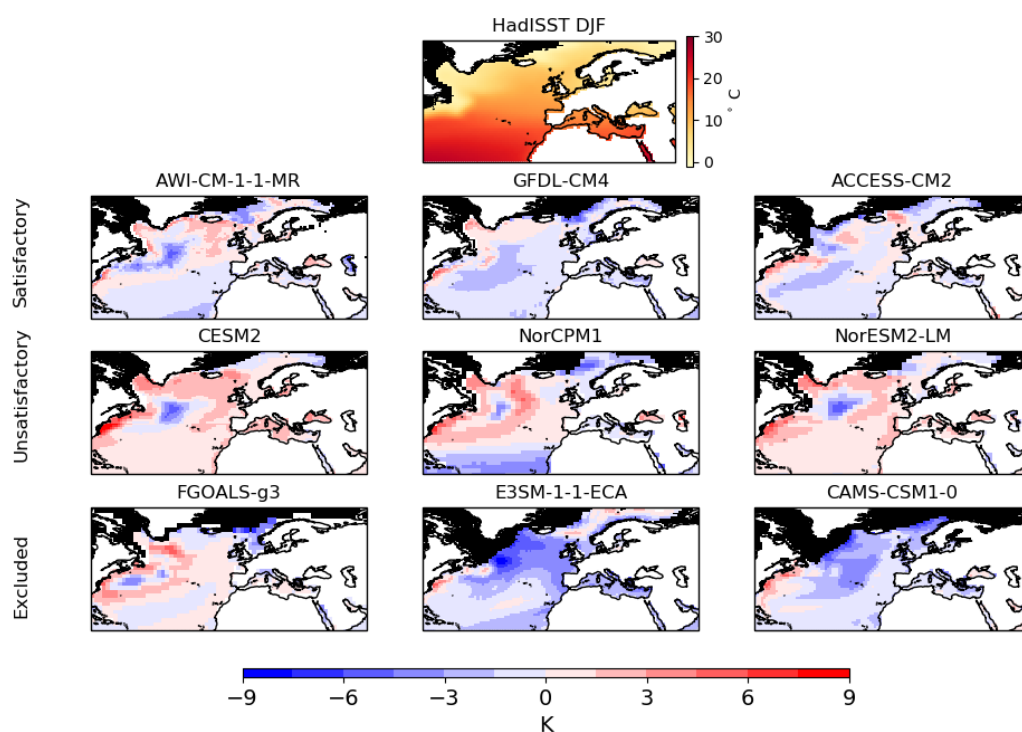 HadISST DJF
30
20
10
0
° C
AWI-CM-1-1-MR GFDL-CM4 ACCESS-CM2
Satisfactory
CESM2 NorCPM1 NorESM2-LM
Unsatisfactory
FGOALS-g3 E3SM-1-1-ECA CAMS-CSM1-0
Excluded
−9 −6 −3 0 3 6 9
K